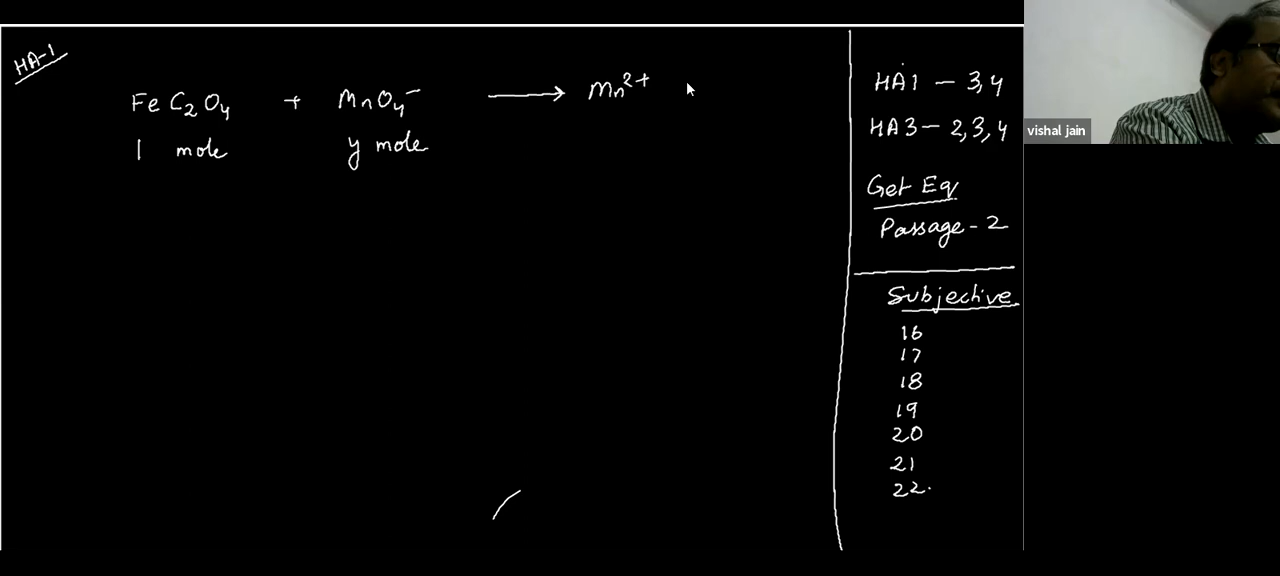 HA-1
FeC₂O₄ + MnO₄⁻ ⟶ Mn²⁺
1 mole y mole
HA1 - 3,4
HA3 - 2,3,4
Get Eq
Passage - 2
Subjective
16
17
18
19
20
21
22.
vishal jain